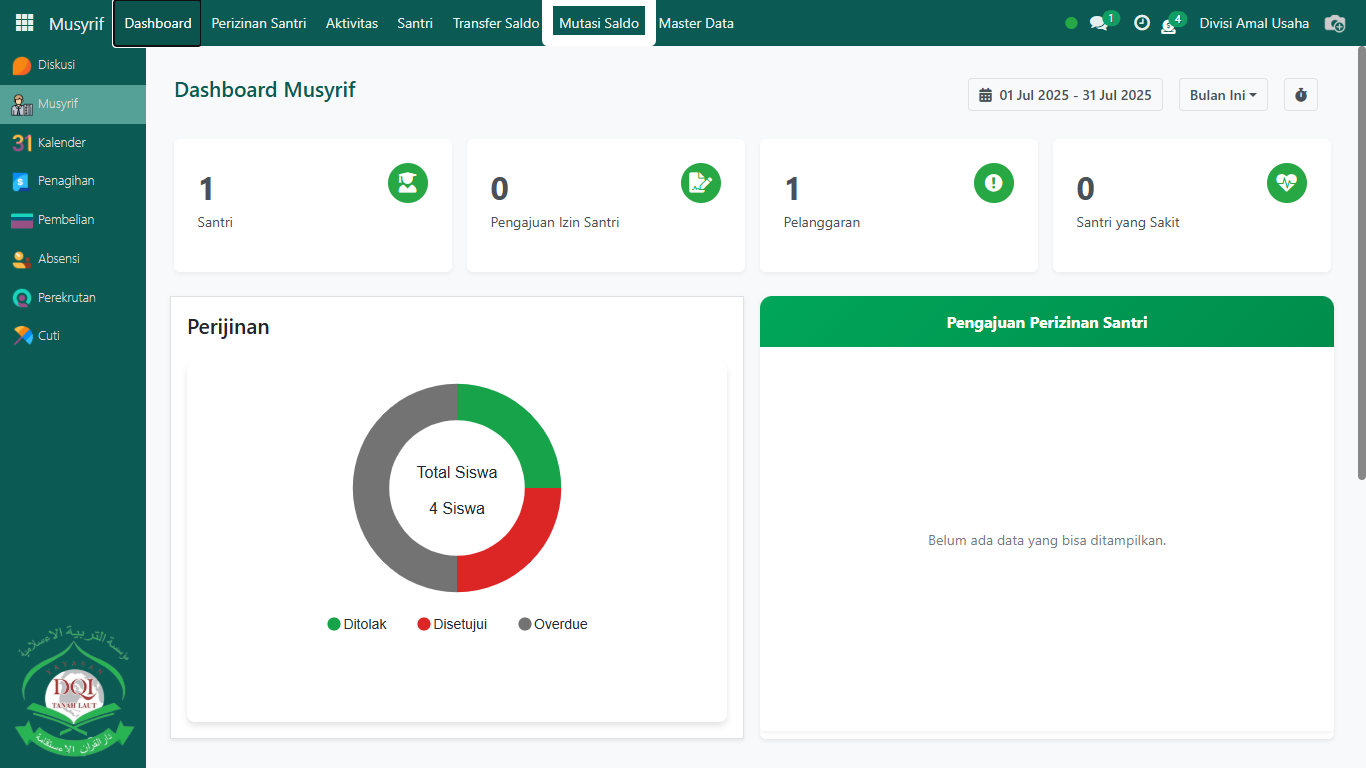 Musyrif Dashboard Perizinan Santri Aktivitas Santri Transfer Saldo Mutasi Saldo Master Data 1 4 Divisi Amal Usaha
Diskusi
Musyrif
31 Kalender
Penagihan
Pembelian
Absensi
Perekrutan
Cuti
Dashboard Musyrif
01 Jul 2025 - 31 Jul 2025
Bulan Ini
1
Santri
0
Pengajuan Izin Santri
1
Pelanggaran
0
Santri yang Sakit
Perijinan
Total Siswa
4 Siswa
Ditolak Disetujui Overdue
Pengajuan Perizinan Santri
Belum ada data yang bisa ditampilkan.
مؤسسة التربية الاسلامية
YAYASAN
DQI
TANAH LAUT
دار القرآن الاستقامة